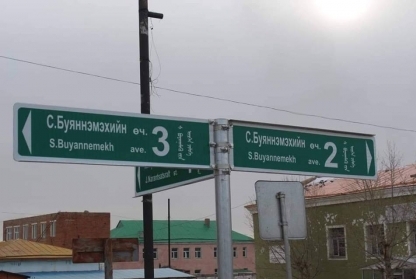 С.Буяннэмэхийн өч. 3
S.Buyannemekh ave.
С.Буяннэмэхийн өч. 2
S.Buyannemekh ave.